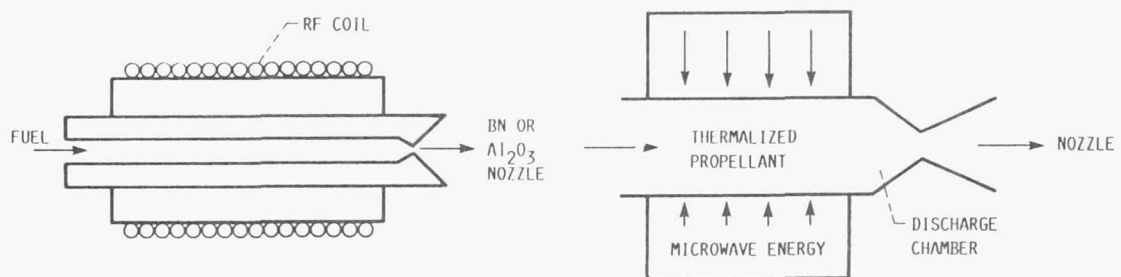 RF COIL
FUEL
BN OR
Al₂O₃
NOZZLE
THERMALIZED
PROPELLANT
NOZZLE
MICROWAVE ENERGY
DISCHARGE
CHAMBER